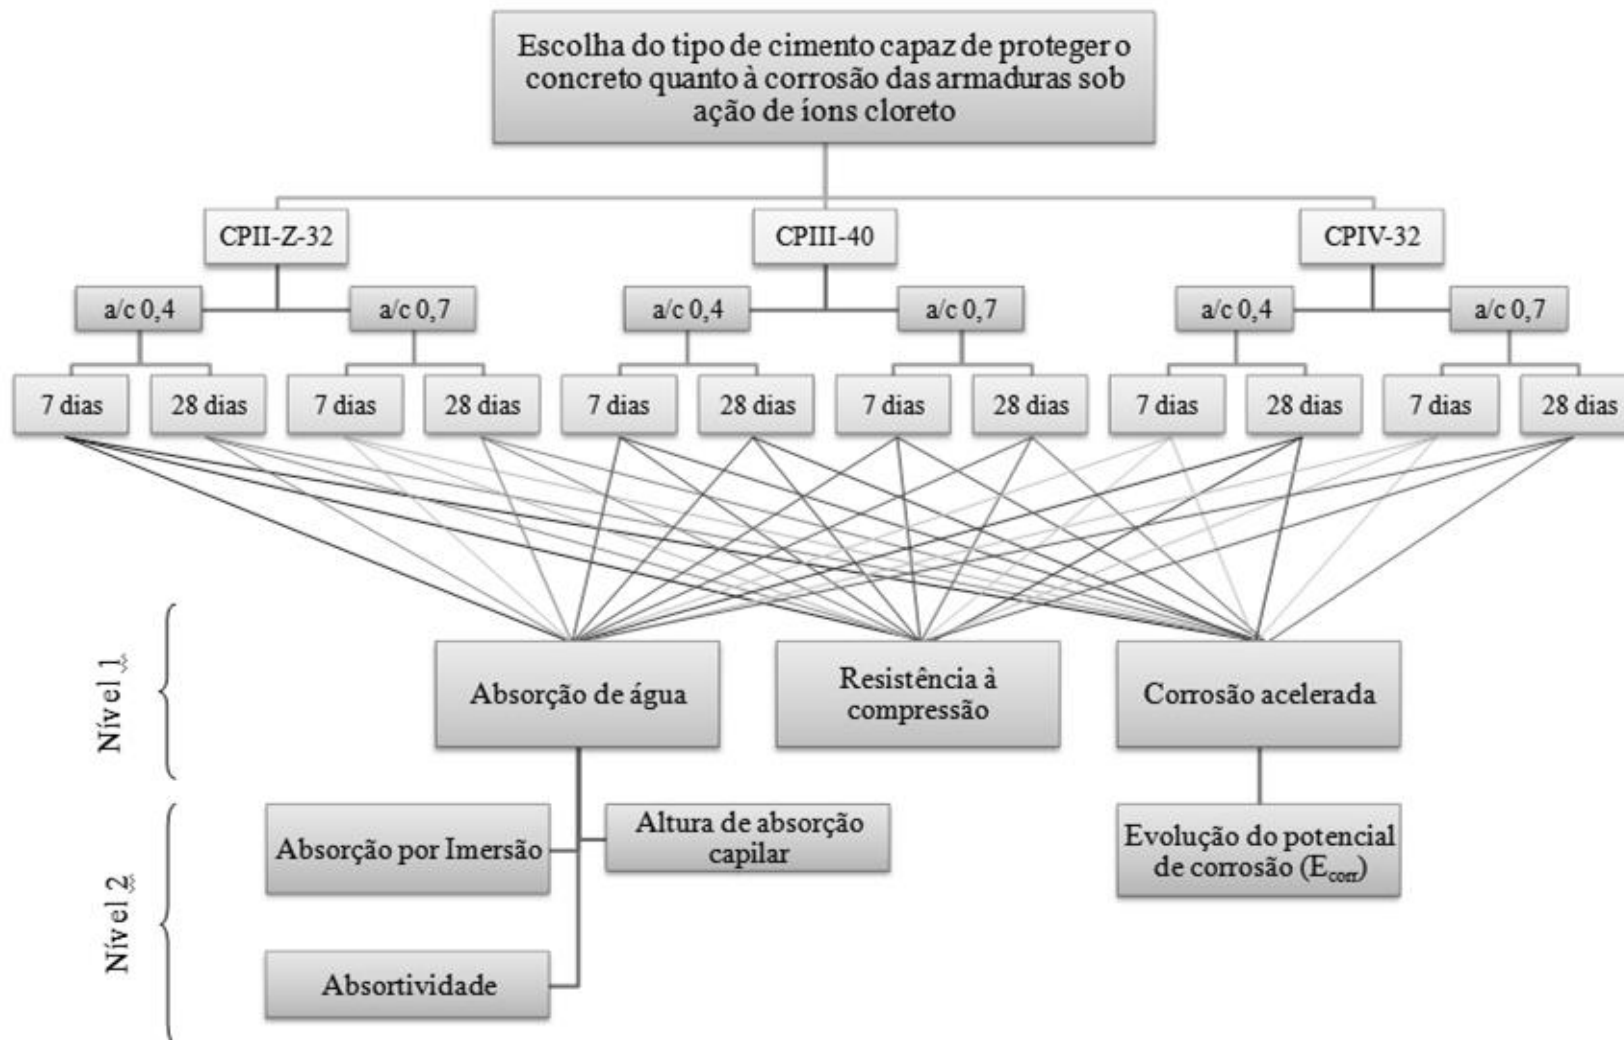 Escolha do tipo de cimento capaz de proteger o
concreto quanto à corrosão das armaduras sob
ação de íons cloreto
CPII-Z-32
CPIII-40
CPIV-32
a/c 0,4
a/c 0,7
a/c 0,4
a/c 0,7
a/c 0,4
a/c 0,7
7 dias
28 dias
7 dias
28 dias
7 dias
28 dias
7 dias
28 dias
7 dias
28 dias
7 dias
28 dias
Nível 1
Absorção de água
Resistência à
compressão
Corrosão acelerada
Nível 2
Absorção por Imersão
Altura de absorção
capilar
Evolução do potencial
de corrosão (Ecorr)
Absortividade